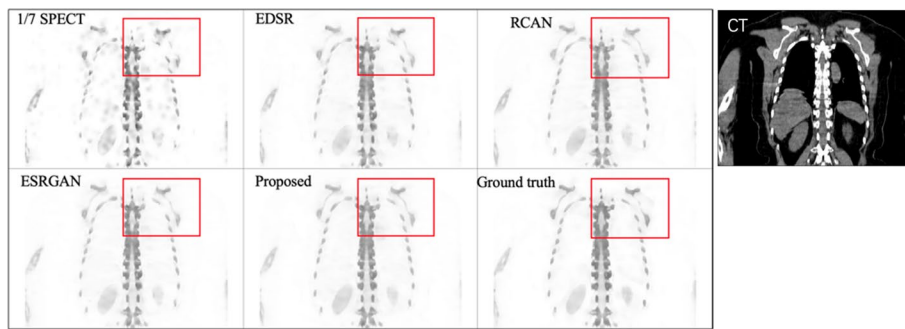 1/7 SPECT
EDSR
RCAN
CT
ESRGAN
Proposed
Ground truth